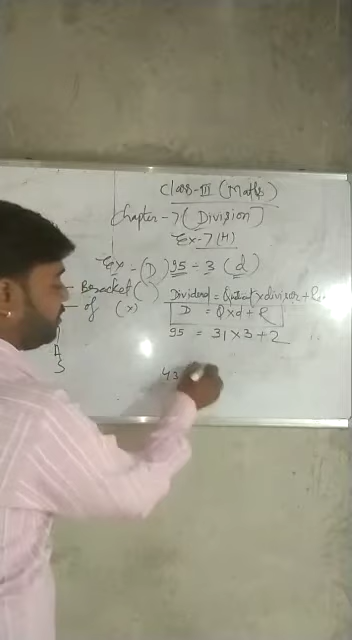 Class-III (Maths)
Chapter-7 (Division)
Ex-7(H)
Ex - (D) 95 ÷ 3 (d)
Bracket ( )
of (x)
S
Dividend = Quotient x divisor + R.
D = Q x d + R
95 = 31 x 3 + 2
43